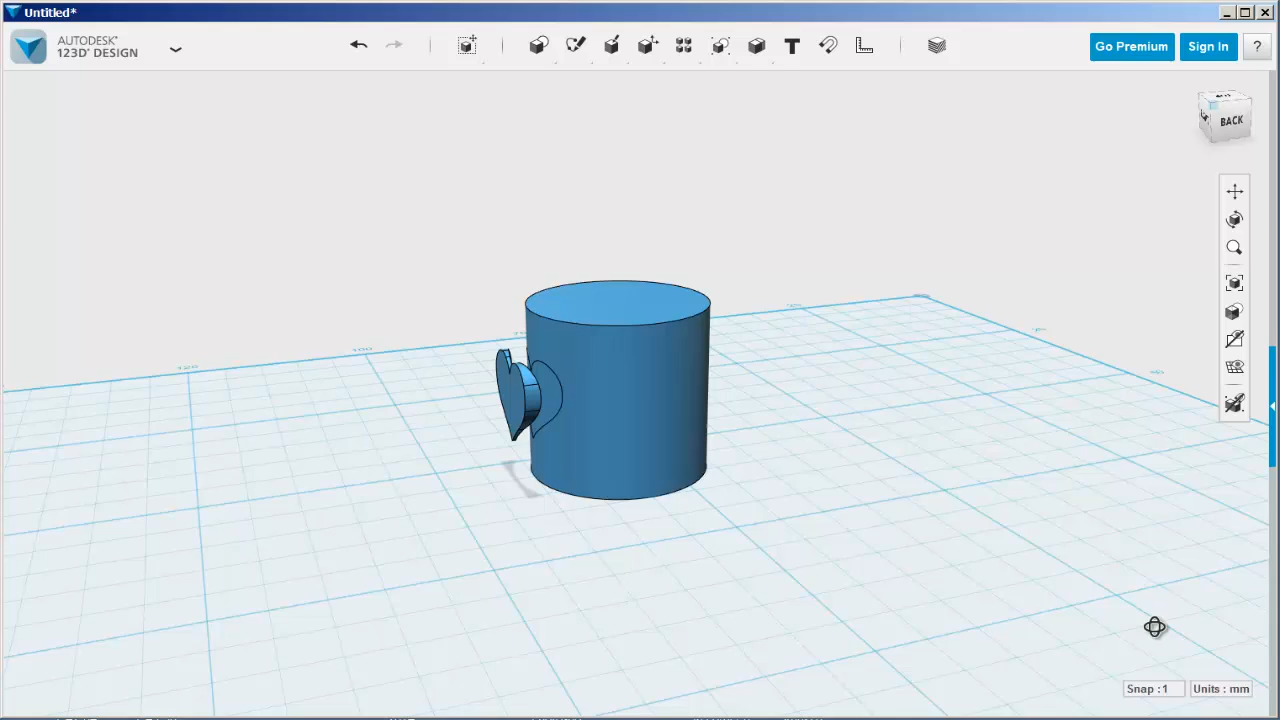 Untitled*
AUTODESK®
123D® DESIGN
Go Premium
Sign In
?
BACK
Snap : 1
Units : mm